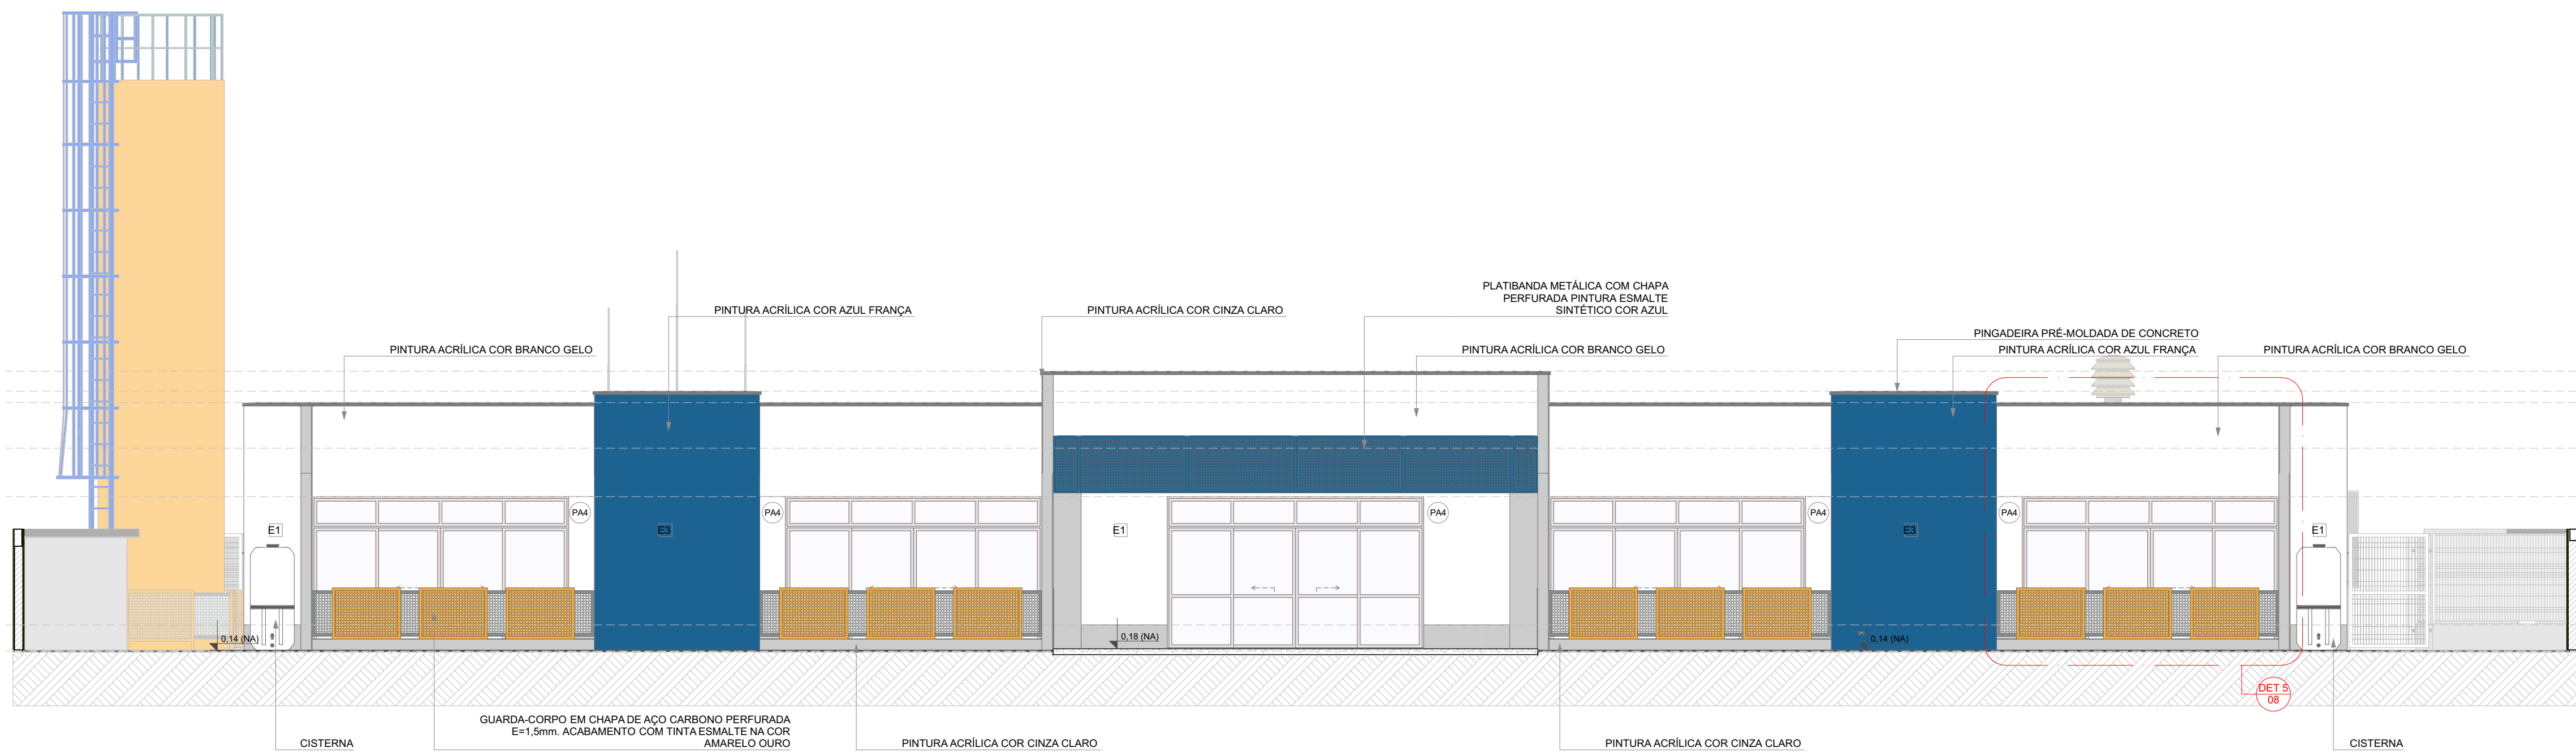 PLATIBANDA METÁLICA COM CHAPA
PERFURADA PINTURA ESMALTE
SINTÉTICO COR AZUL
PINTURA ACRÍLICA COR AZUL FRANÇA
PINTURA ACRÍLICA COR CINZA CLARO
PINGADEIRA PRÉ-MOLDADA DE CONCRETO
PINTURA ACRÍLICA COR BRANCO GELO
PINTURA ACRÍLICA COR BRANCO GELO
PINTURA ACRÍLICA COR AZUL FRANÇA
PINTURA ACRÍLICA COR BRANCO GELO
PA4
PA4
PA4
PA4
PA4
E1
E3
E1
E3
E1
0,14 (NA)
0,18 (NA)
0,14 (NA)
DET 5
08
GUARDA-CORPO EM CHAPA DE AÇO CARBONO PERFURADA
E=1,5mm. ACABAMENTO COM TINTA ESMALTE NA COR
AMARELO OURO
CISTERNA
PINTURA ACRÍLICA COR CINZA CLARO
PINTURA ACRÍLICA COR CINZA CLARO
CISTERNA